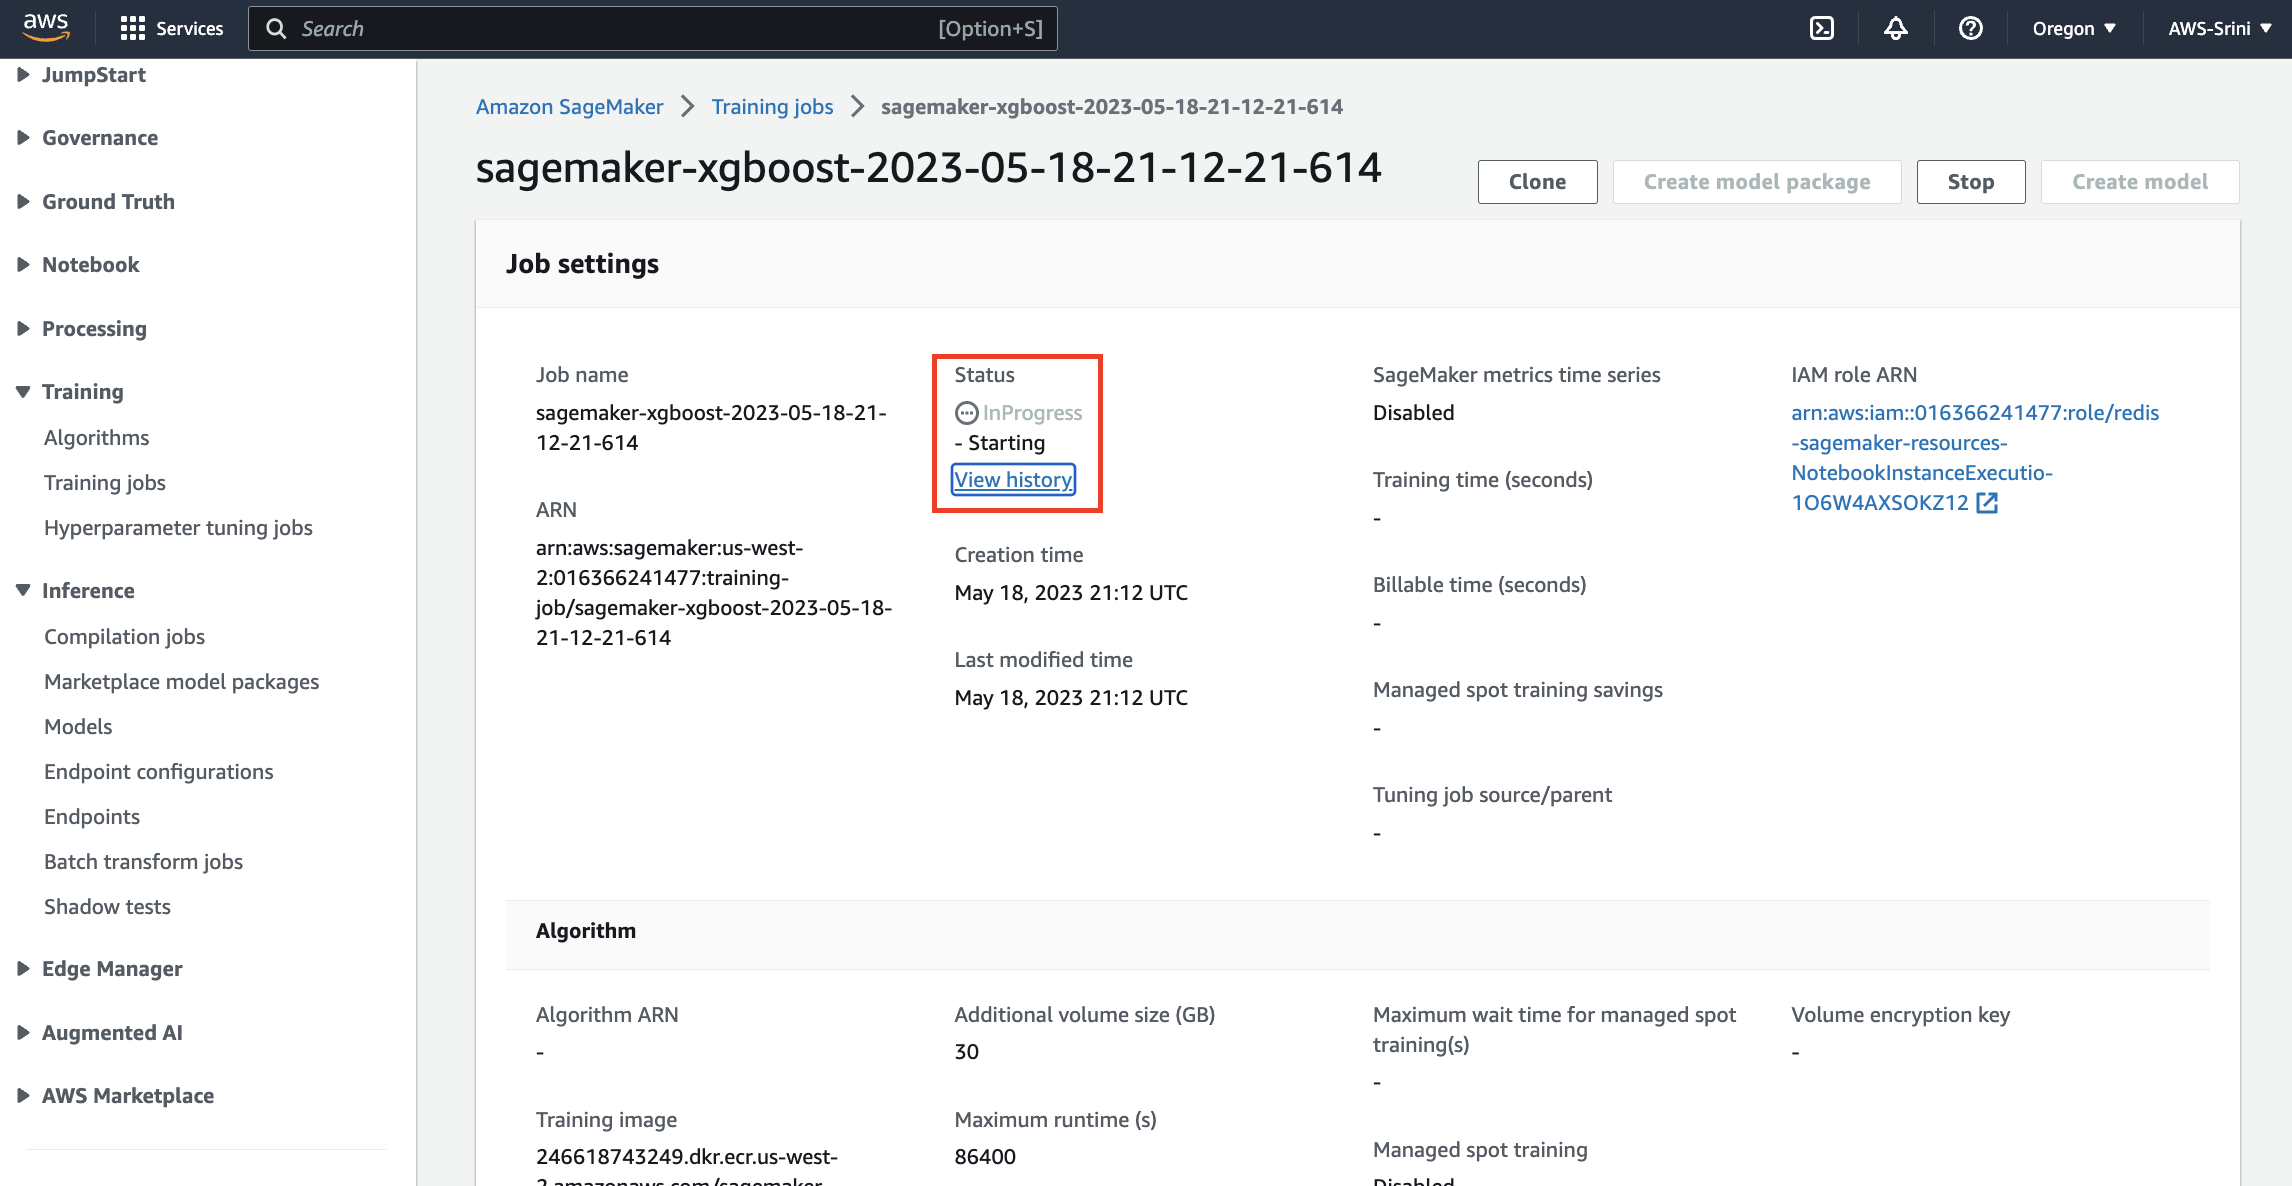 aws
Services
Search
[Option+S]
Oregon
AWS-Srini
JumpStart
Governance
Ground Truth
Notebook
Processing
Training
Algorithms
Training jobs
Hyperparameter tuning jobs
Inference
Compilation jobs
Marketplace model packages
Models
Endpoint configurations
Endpoints
Batch transform jobs
Shadow tests
Edge Manager
Augmented AI
AWS Marketplace
Amazon SageMaker
Training jobs
sagemaker-xgboost-2023-05-18-21-12-21-614
sagemaker-xgboost-2023-05-18-21-12-21-614
Clone
Create model package
Stop
Create model
Job settings
Job name
sagemaker-xgboost-2023-05-18-21-
12-21-614
ARN
arn:aws:sagemaker:us-west-
2:016366241477:training-
job/sagemaker-xgboost-2023-05-18-
21-12-21-614
Status
InProgress
- Starting
View history
Creation time
May 18, 2023 21:12 UTC
Last modified time
May 18, 2023 21:12 UTC
SageMaker metrics time series
Disabled
Training time (seconds)
-
Billable time (seconds)
-
Managed spot training savings
-
Tuning job source/parent
-
IAM role ARN
arn:aws:iam::016366241477:role/redis
-sagemaker-resources-
NotebookInstanceExecutio-
1O6W4AXSOKZ12
Algorithm
Algorithm ARN
-
Training image
246618743249.dkr.ecr.us-west-
2.amazonaws.com/sagemaker-
Additional volume size (GB)
30
Maximum runtime (s)
86400
Maximum wait time for managed spot
training(s)
-
Managed spot training
Disabled
Volume encryption key
-